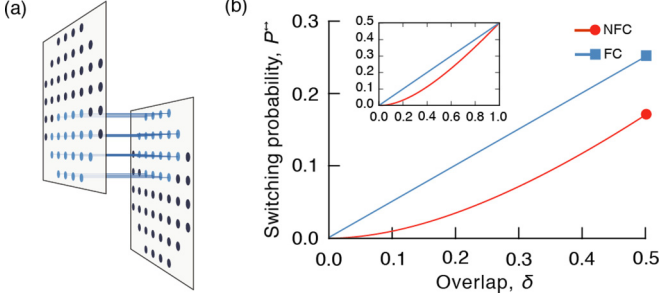 (a)
(b)
Switching probability, P↔
0.3
0.2
0.1
0.0
0.0 0.1 0.2 0.3 0.4 0.5
Overlap, δ
NFC
FC
0.5
0.4
0.3
0.2
0.1
0.0
0.0 0.2 0.4 0.6 0.8 1.0